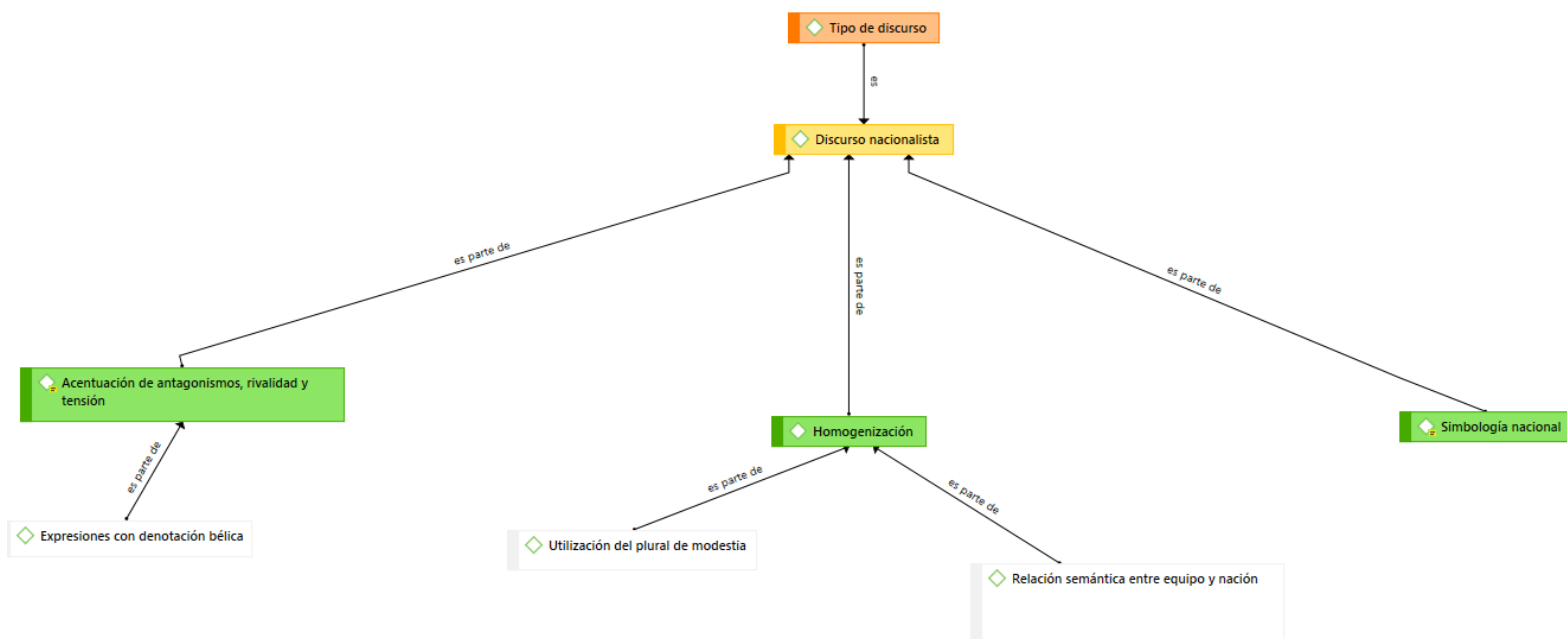 Tipo de discurso
es
Discurso nacionalista
es parte de
es parte de
es parte de
Acentuación de antagonismos, rivalidad y
tensión
Homogenización
Simbología nacional
es parte de
es parte de
es parte de
Expresiones con denotación bélica
Utilización del plural de modestia
Relación semántica entre equipo y nación